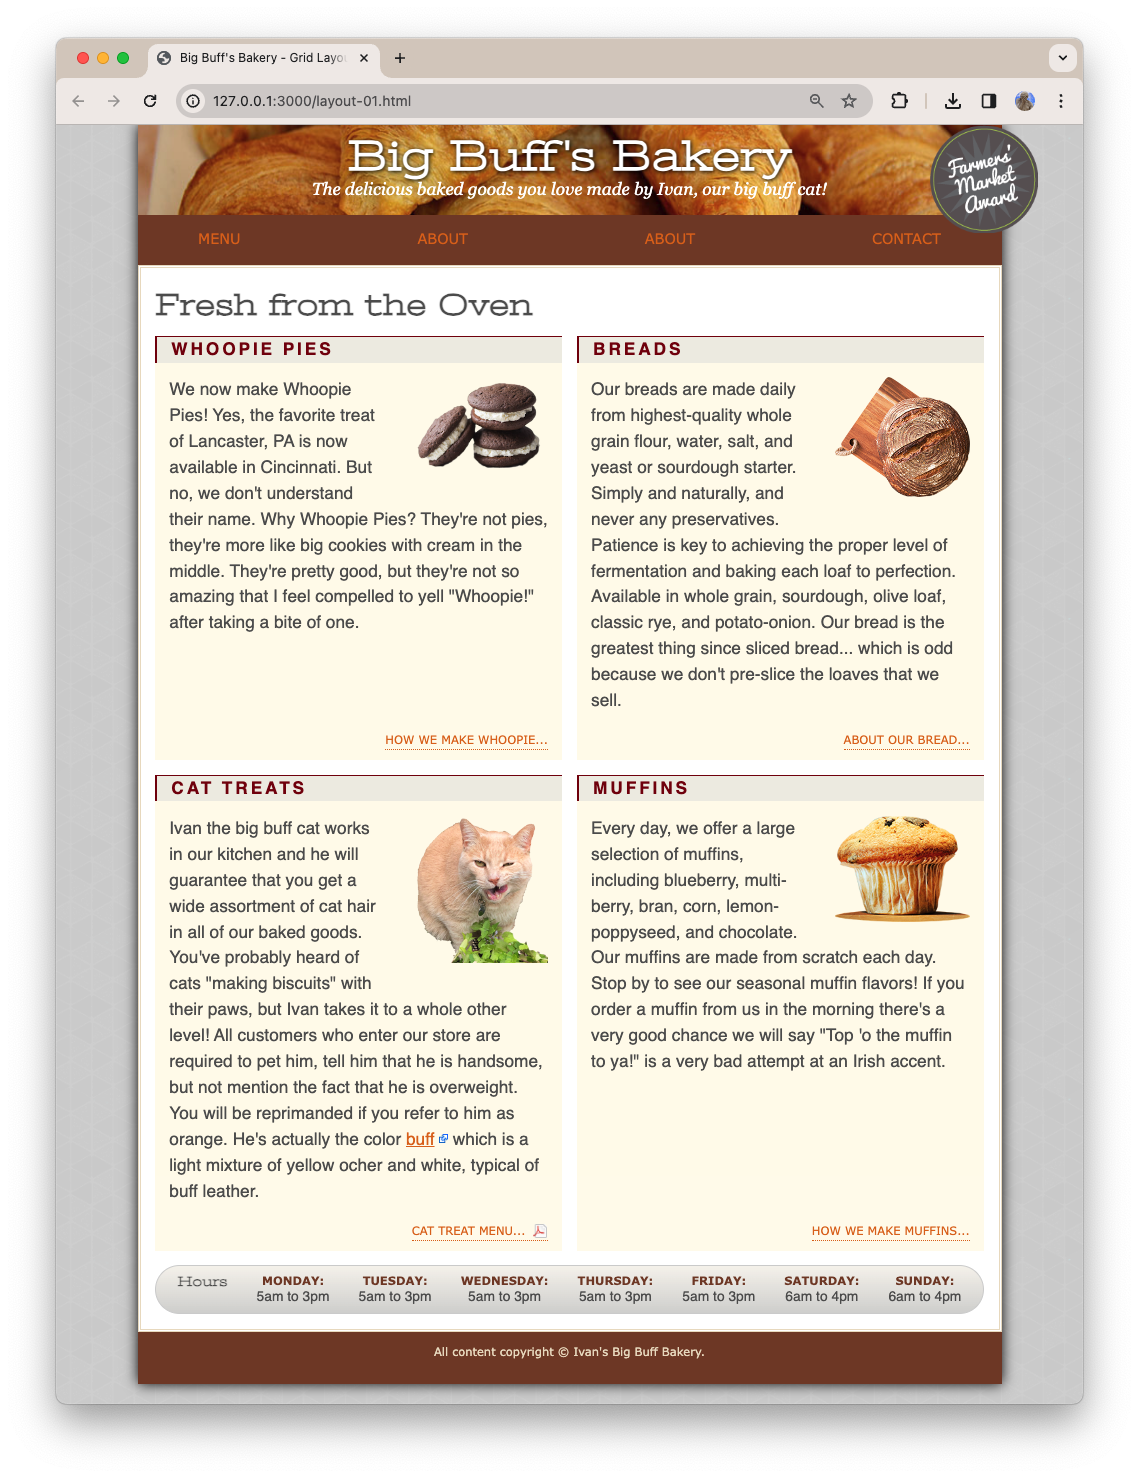 Big Buff's Bakery - Grid Layou
127.0.0.1:3000/layout-01.html
Big Buff's Bakery
The delicious baked goods you love made by Ivan, our big buff cat!
Farmers'
Market
Award
MENU ABOUT ABOUT CONTACT
Fresh from the Oven
WHOOPIE PIES
We now make Whoopie
Pies! Yes, the favorite treat
of Lancaster, PA is now
available in Cincinnati. But
no, we don't understand
their name. Why Whoopie Pies? They're not pies,
they're more like big cookies with cream in the
middle. They're pretty good, but they're not so
amazing that I feel compelled to yell "Whoopie!"
after taking a bite of one.
HOW WE MAKE WHOOPIE...
BREADS
Our breads are made daily
from highest-quality whole
grain flour, water, salt, and
yeast or sourdough starter.
Simply and naturally, and
never any preservatives.
Patience is key to achieving the proper level of
fermentation and baking each loaf to perfection.
Available in whole grain, sourdough, olive loaf,
classic rye, and potato-onion. Our bread is the
greatest thing since sliced bread... which is odd
because we don't pre-slice the loaves that we
sell.
ABOUT OUR BREAD...
CAT TREATS
Ivan the big buff cat works
in our kitchen and he will
guarantee that you get a
wide assortment of cat hair
in all of our baked goods.
You've probably heard of
cats "making biscuits" with
their paws, but Ivan takes it to a whole other
level! All customers who enter our store are
required to pet him, tell him that he is handsome,
but not mention the fact that he is overweight.
You will be reprimanded if you refer to him as
orange. He's actually the color buff which is a
light mixture of yellow ocher and white, typical of
buff leather.
CAT TREAT MENU...
MUFFINS
Every day, we offer a large
selection of muffins,
including blueberry, multi-
berry, bran, corn, lemon-
poppyseed, and chocolate.
Our muffins are made from scratch each day.
Stop by to see our seasonal muffin flavors! If you
order a muffin from us in the morning there's a
very good chance we will say "Top 'o the muffin
to ya!" is a very bad attempt at an Irish accent.
HOW WE MAKE MUFFINS...
Hours
MONDAY: TUESDAY: WEDNESDAY: THURSDAY: FRIDAY: SATURDAY: SUNDAY:
5am to 3pm 5am to 3pm 5am to 3pm 5am to 3pm 5am to 3pm 6am to 4pm 6am to 4pm
All content copyright © Ivan's Big Buff Bakery.